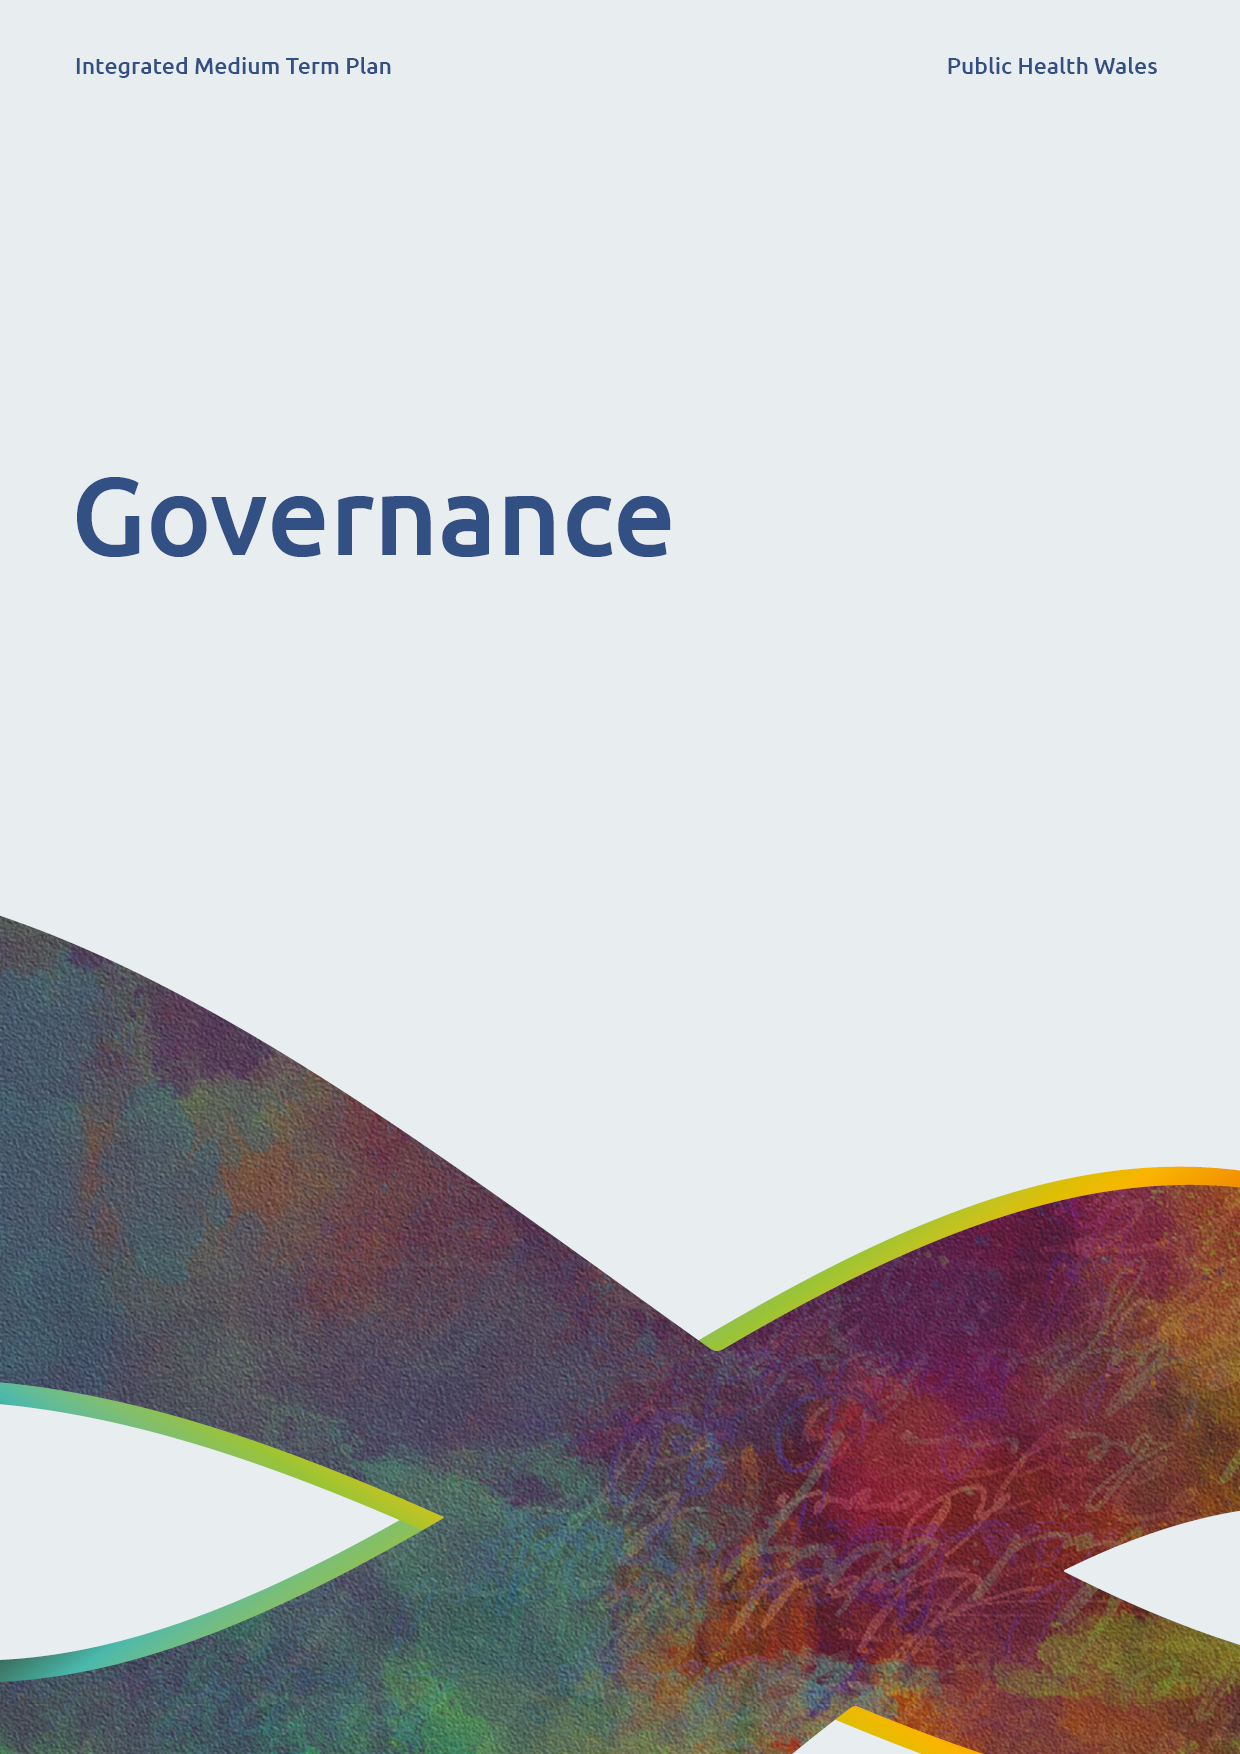 Integrated Medium Term Plan
Public Health Wales
Governance